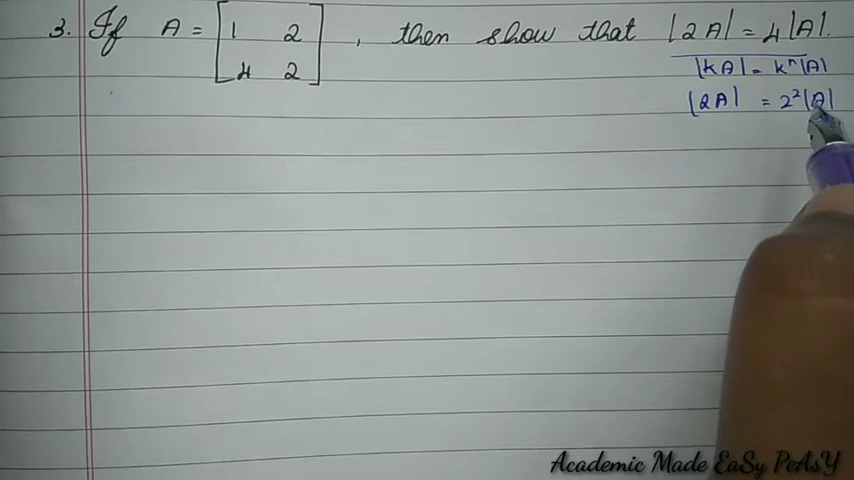 3. If A = [ 1 2 , then show that |2A| = 4|A|.
4 2 ]
|kA| = kⁿ|A|
|2A| = 2²|A|
Academic Made EaSy PeAsY